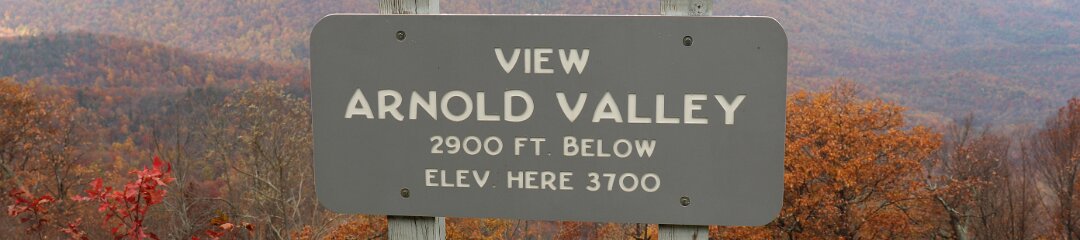 VIEW
ARNOLD VALLEY
2900 FT. BELOW
ELEV. HERE 3700